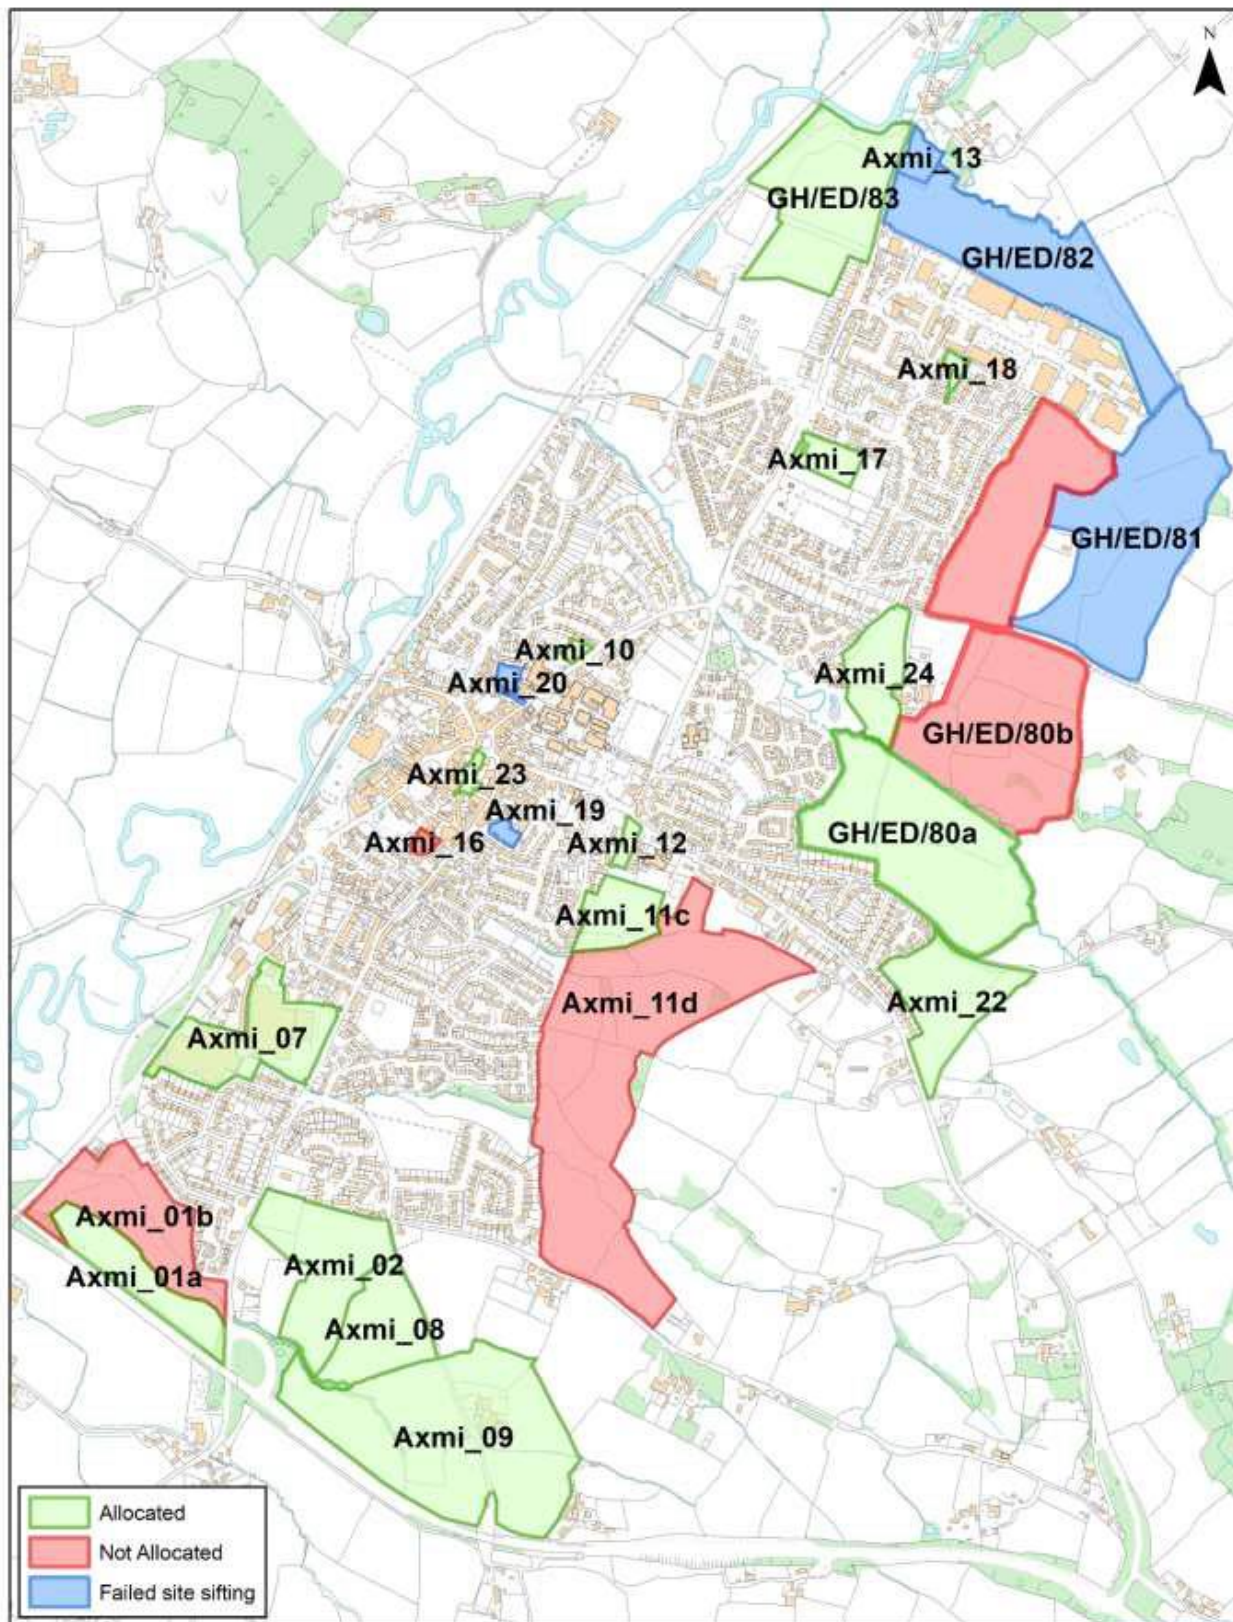 N
Axmi_13
GH/ED/83
GH/ED/82
Axmi_18
Axmi_17
GH/ED/81
Axmi_10
Axmi_24
Axmi_20
GH/ED/80b
Axmi_23
Axmi_19
GH/ED/80a
Axmi_16
Axmi_12
Axmi_11c
Axmi_11d
Axmi_22
Axmi_07
Axmi_01b
Axmi_02
Axmi_01a
Axmi_08
Axmi_09
Allocated
Not Allocated
Failed site sifting